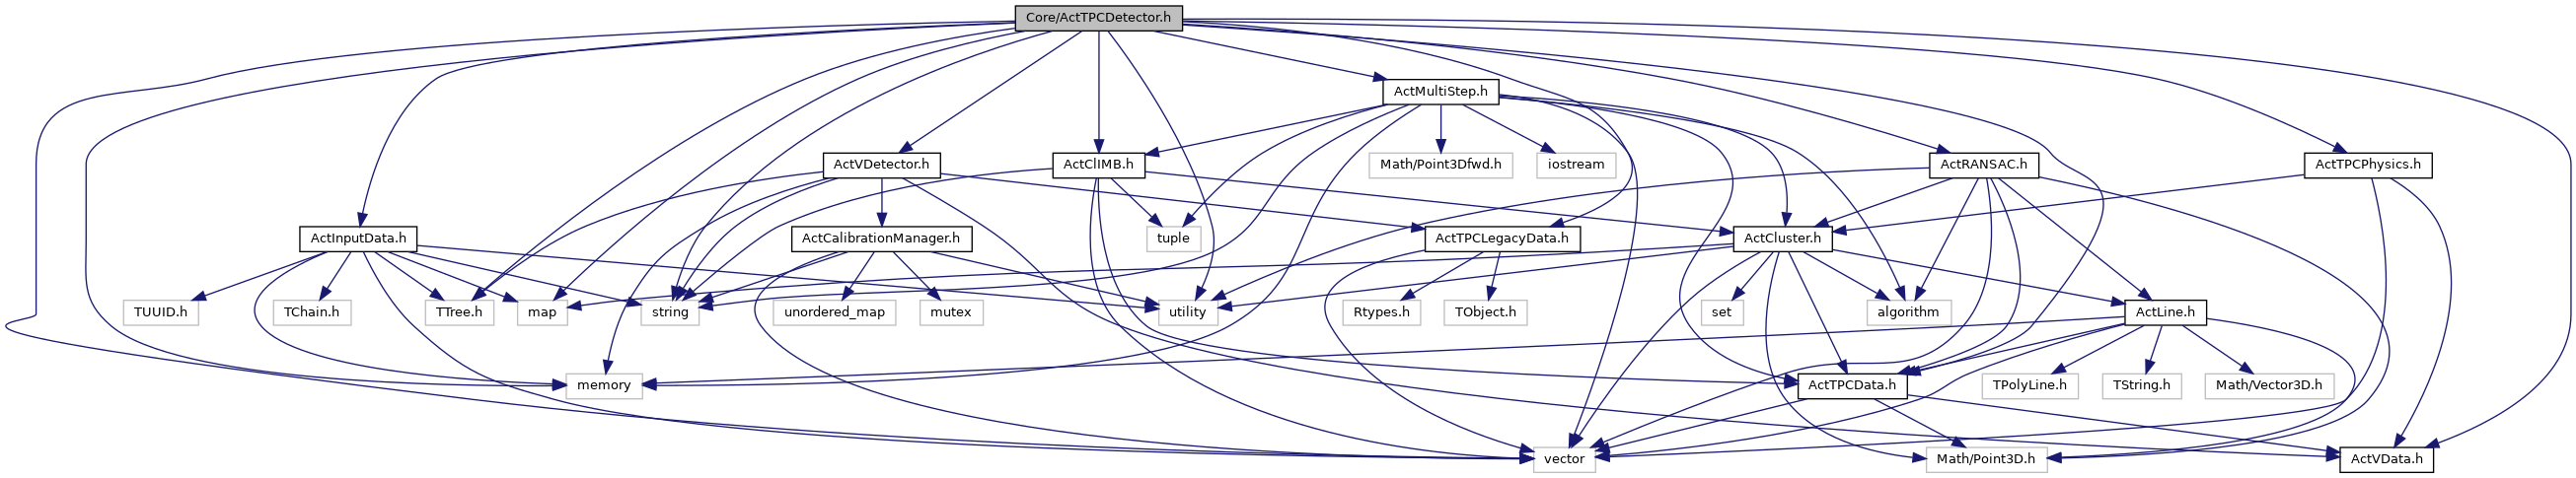 Core/ActTPCDetector.h
ActMultiStep.h
ActVDetector.h
ActClIMB.h
Math/Point3Dfwd.h
iostream
ActRANSAC.h
ActTPCPhysics.h
ActInputData.h
ActCalibrationManager.h
tuple
ActTPCLegacyData.h
ActCluster.h
TUUID.h
TChain.h
TTree.h
map
string
unordered_map
mutex
utility
Rtypes.h
TObject.h
set
algorithm
ActLine.h
memory
ActTPCData.h
TPolyLine.h
TString.h
Math/Vector3D.h
vector
Math/Point3D.h
ActVData.h